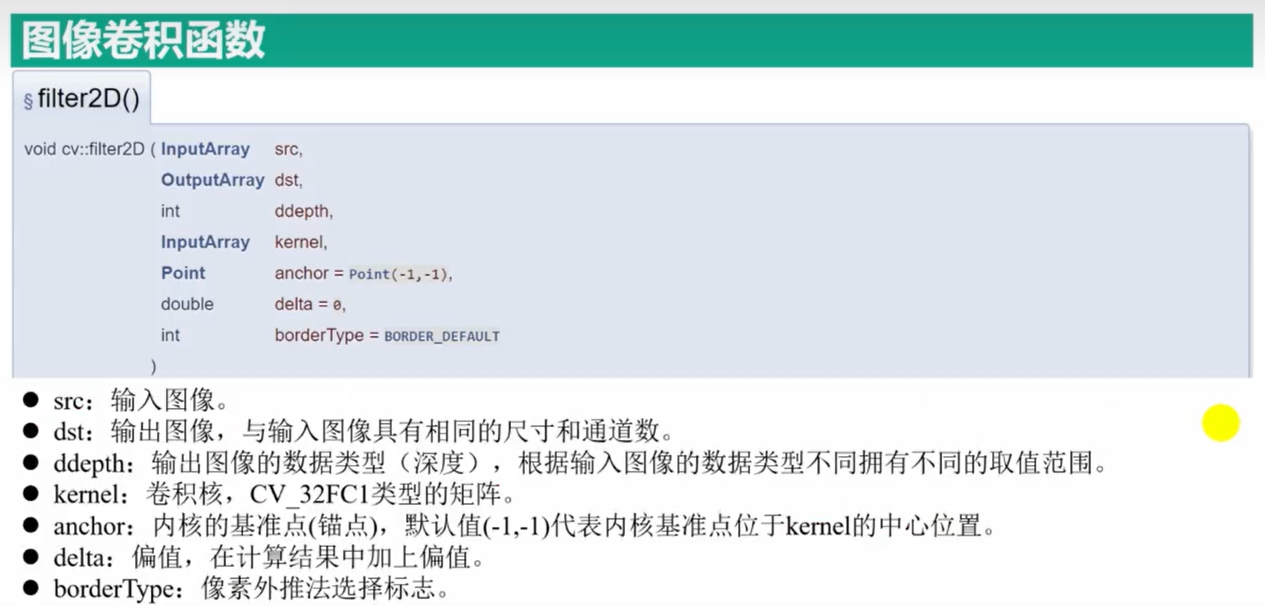 图像卷积函数
§ filter2D()
void cv::filter2D ( InputArray src,
OutputArray dst,
int ddepth,
InputArray kernel,
Point anchor = Point(-1,-1),
double delta = 0,
int borderType = BORDER_DEFAULT
)
● src：输入图像。
● dst：输出图像，与输入图像具有相同的尺寸和通道数。
● ddepth：输出图像的数据类型（深度），根据输入图像的数据类型不同拥有不同的取值范围。
● kernel：卷积核，CV_32FC1类型的矩阵。
● anchor：内核的基准点(锚点)，默认值(-1,-1)代表内核基准点位于kernel的中心位置。
● delta：偏值，在计算结果中加上偏值。
● borderType：像素外推法选择标志。